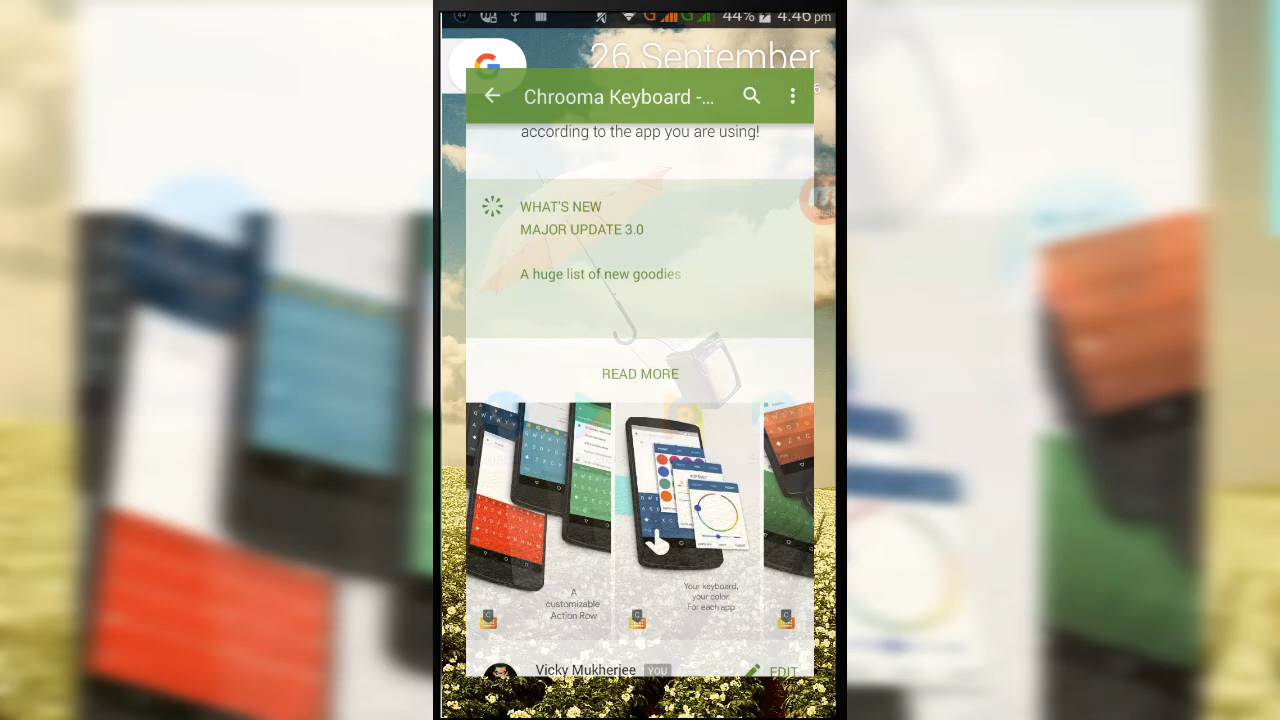 44% 4:46 pm
26 September
Chrooma Keyboard -...
according to the app you are using!
WHAT'S NEW
MAJOR UPDATE 3.0
A huge list of new goodies :
READ MORE
A
customizable
Action Row
Your keyboard,
your color.
For each app
Vicky Mukherjee YOU
EDIT